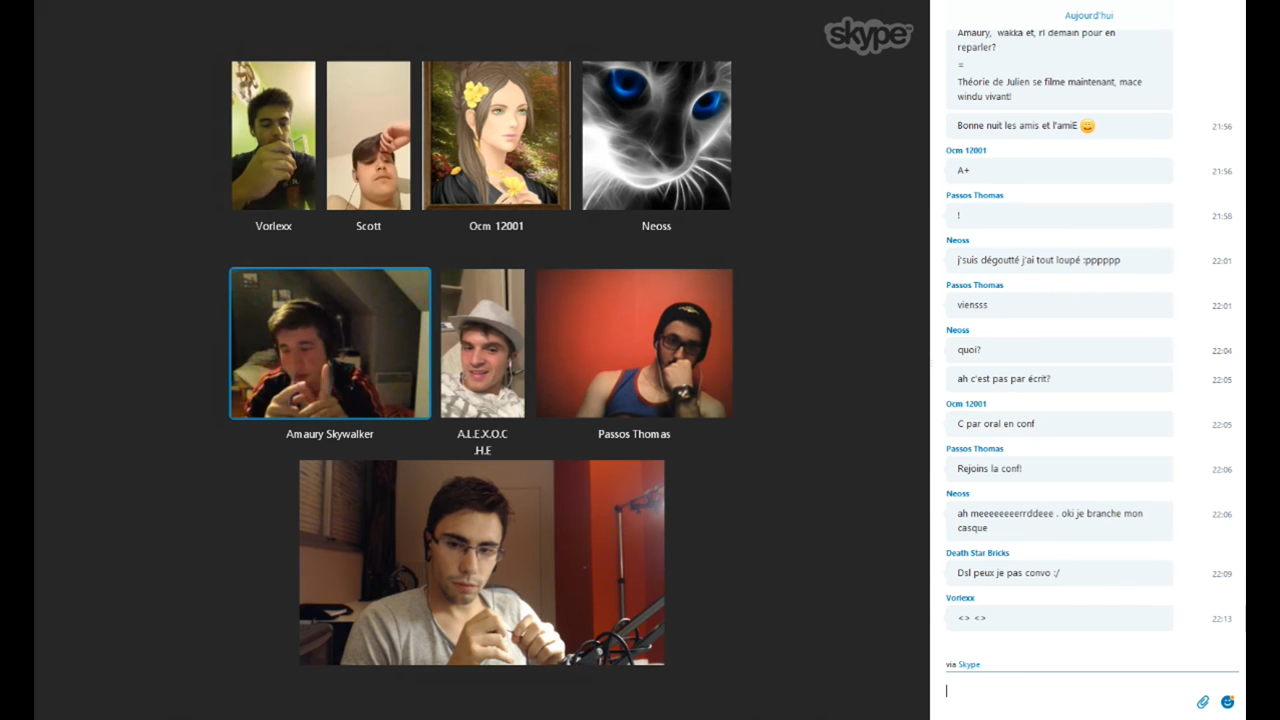 skype
Vorlexx
Scott
Ocm 12001
Neoss
Amaury Skywalker
A.L.E.X.O.C
.H.E
Passos Thomas
Aujourd'hui
Amaury, wakka et, rl demain pour en
reparler?
=
Théorie de Julien se filme maintenant, mace
windu vivant!
Bonne nuit les amis et l'amiE
21:56
Ocm 12001
A+
21:56
Passos Thomas
!
21:58
Neoss
j'suis dégoutté j'ai tout loupé :pppppp
22:01
Passos Thomas
viensss
22:01
Neoss
quoi?
22:04
ah c'est pas par écrit?
22:05
Ocm 12001
C par oral en conf
22:05
Passos Thomas
Rejoins la conf!
22:06
Neoss
ah meeeeeeeerrddeee . oki je branche mon
casque
22:06
Death Star Bricks
Dsl peux je pas convo :/
22:09
Vorlexx
<> <>
22:13
via Skype